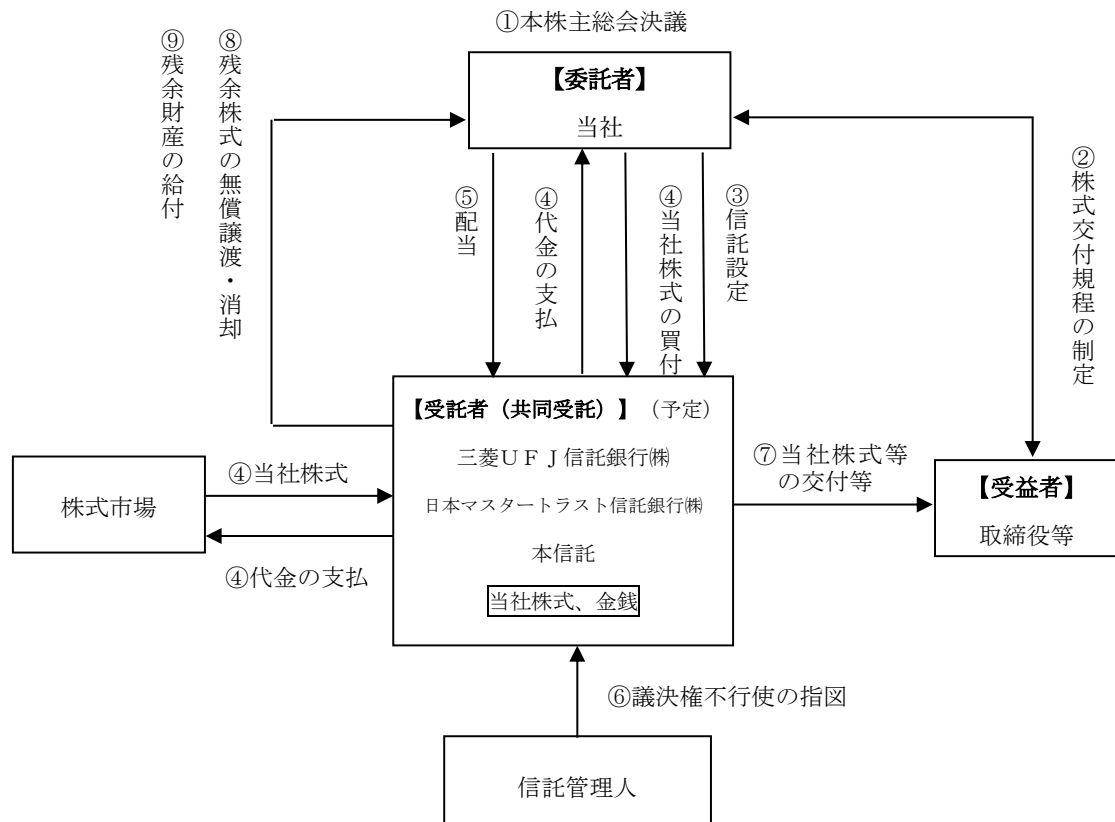 ①本株主総会決議
⑨残余財産の給付
⑧残余株式の無償譲渡・消却
【委託者】
当社
②株式交付規程の制定
⑤配当
④代金の支払
④当社株式の買付
③信託設定
【受託者（共同受託）】（予定）
三菱ＵＦＪ信託銀行㈱
日本マスタートラスト信託銀行㈱
本信託
当社株式、金銭
株式市場
④当社株式
④代金の支払
⑦当社株式等
の交付等
【受益者】
取締役等
⑥議決権不行使の指図
信託管理人